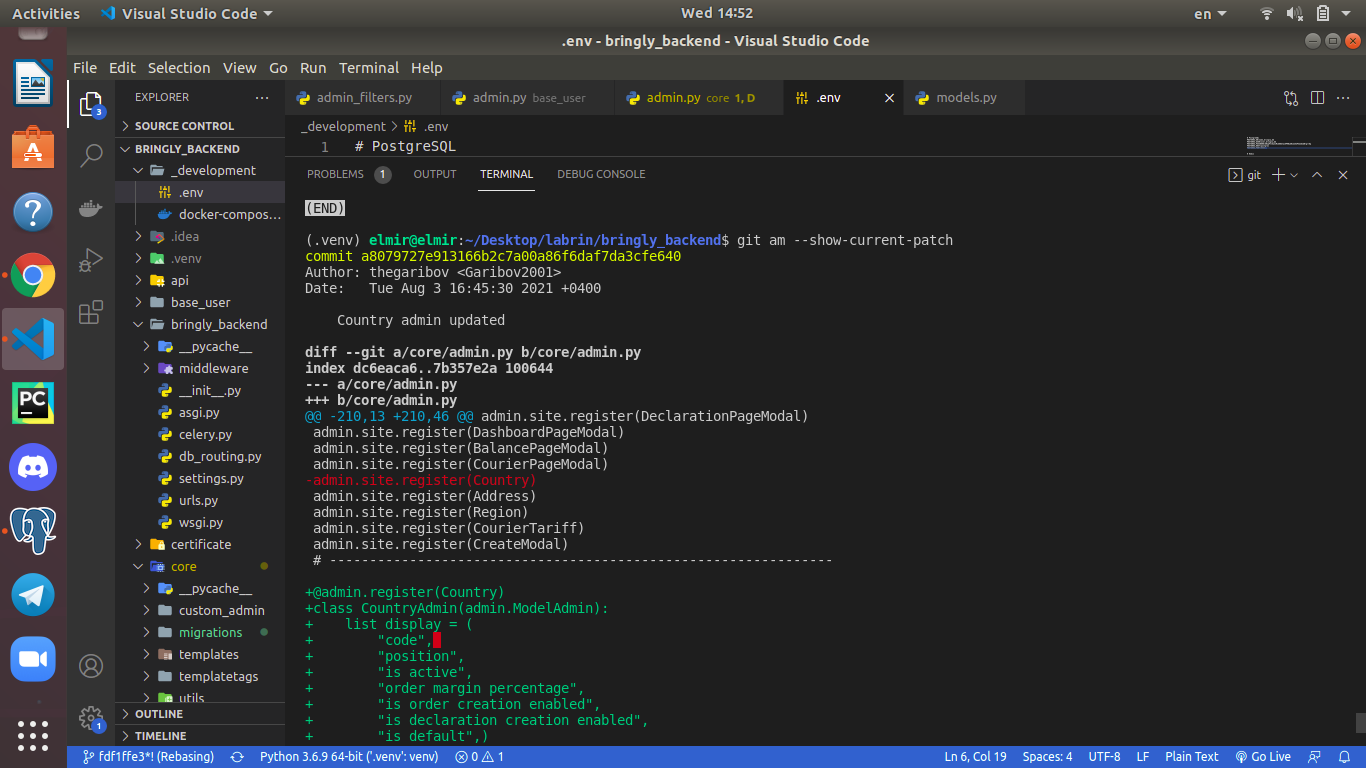 Activities
Visual Studio Code
Wed 14:52
en
.env - bringly_backend - Visual Studio Code
File Edit Selection View Go Run Terminal Help
EXPLORER
SOURCE CONTROL
BRINGLY_BACKEND
_development
.env
docker-compos...
.idea
.venv
api
base_user
bringly_backend
__pycache__
middleware
__init__.py
asgi.py
celery.py
db_routing.py
settings.py
urls.py
wsgi.py
certificate
core
__pycache__
custom_admin
migrations
templates
templatetags
utils
OUTLINE
TIMELINE
3
1
admin_filters.py
admin.py base_user
admin.py core 1, D
.env
models.py
_development > .env
1 # PostgreSQL
PROBLEMS 1 OUTPUT TERMINAL DEBUG CONSOLE
git
(END)
(.venv) elmir@elmir:~/Desktop/labrin/bringly_backend$ git am --show-current-patch
commit a8079727e913166b2c7a00a86f6daf7da3cfe640
Author: thegaribov <Garibov2001>
Date:   Tue Aug 3 16:45:30 2021 +0400
    Country admin updated
diff --git a/core/admin.py b/core/admin.py
index dc6eaca6..7b357e2a 100644
--- a/core/admin.py
+++ b/core/admin.py
@@ -210,13 +210,46 @@ admin.site.register(DeclarationPageModal)
 admin.site.register(DashboardPageModal)
 admin.site.register(BalancePageModal)
 admin.site.register(CourierPageModal)
-admin.site.register(Country)
 admin.site.register(Address)
 admin.site.register(Region)
 admin.site.register(CourierTariff)
 admin.site.register(CreateModal)
 # ---------------------------------------------------------------
+@admin.register(Country)
+class CountryAdmin(admin.ModelAdmin):
+    list display = (
+        "code",
+        "position",
+        "is active",
+        "order margin percentage",
+        "is order creation enabled",
+        "is declaration creation enabled",
+        "is default",)
fdf1ffe3*! (Rebasing)
Python 3.6.9 64-bit ('.venv': venv)
0 1
Ln 6, Col 19
Spaces: 4
UTF-8
LF
Plain Text
Go Live